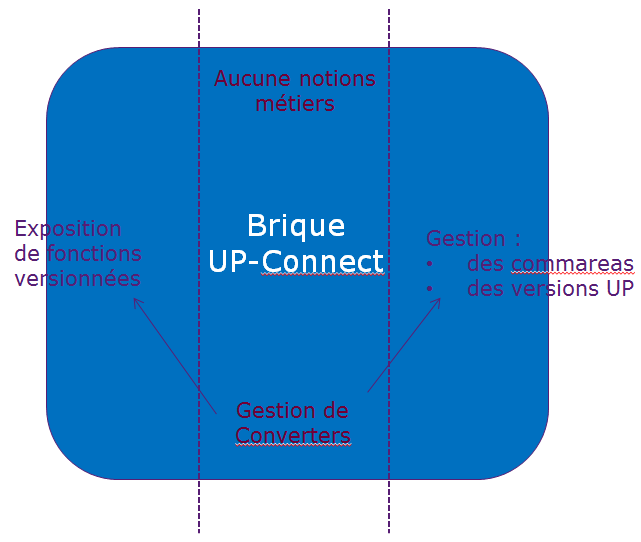 Aucune notions
métiers
Exposition
de fonctions
versionnées
Brique
UP-Connect
Gestion :
• des commareas
• des versions UP
Gestion de
Converters